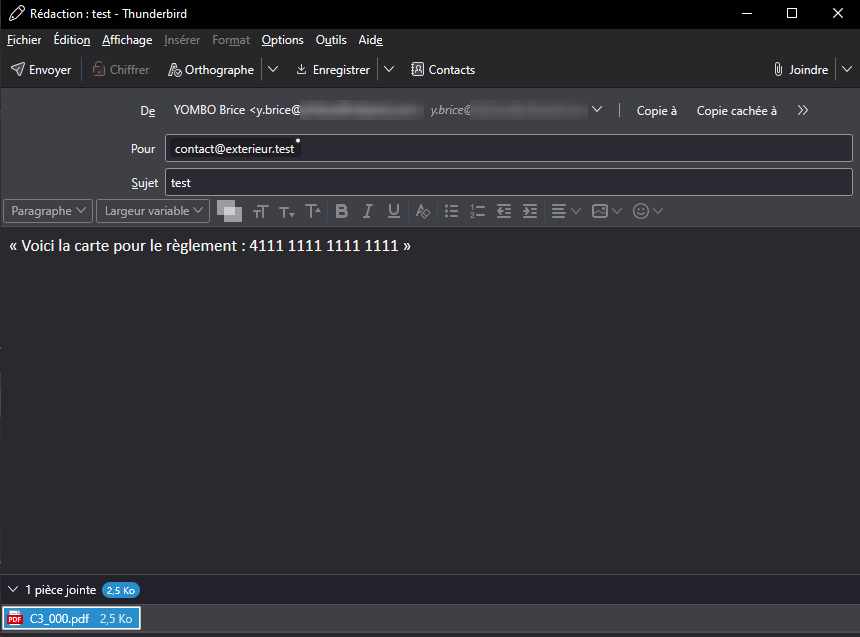 Rédaction : test - Thunderbird
Fichier Édition Affichage Insérer Format Options Outils Aide
Envoyer Chiffrer Orthographe Enregistrer Contacts Joindre
De YOMBO Brice <y.brice@ y.brice@ Copie à Copie cachée à
Pour contact@exterieur.test
Sujet test
Paragraphe Largeur variable
« Voici la carte pour le règlement : 4111 1111 1111 1111 »
1 pièce jointe 2,5 Ko
PDF C3_000.pdf 2,5 Ko